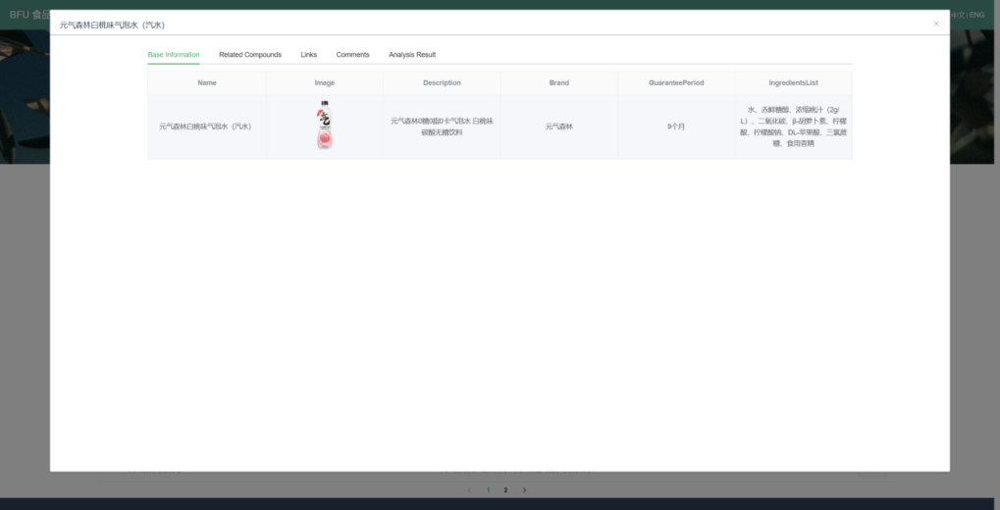 BFU 食品
中文 | ENG
元气森林白桃味气泡水（汽水）
×
Base Information Related Compounds Links Comments Analysis Result
Name Image Description Brand GuaranteePeriod IngredientsList
元气森林白桃味气泡水（汽水）
元气森林0糖0脂0卡气泡水 白桃味
碳酸无糖饮料
元气森林
9个月
水、赤藓糖醇、浓缩桃汁（2g/
L）、二氧化碳、β-胡萝卜素、柠檬
酸、柠檬酸钠、DL-苹果酸、三氯蔗
糖、食用香精
1 2